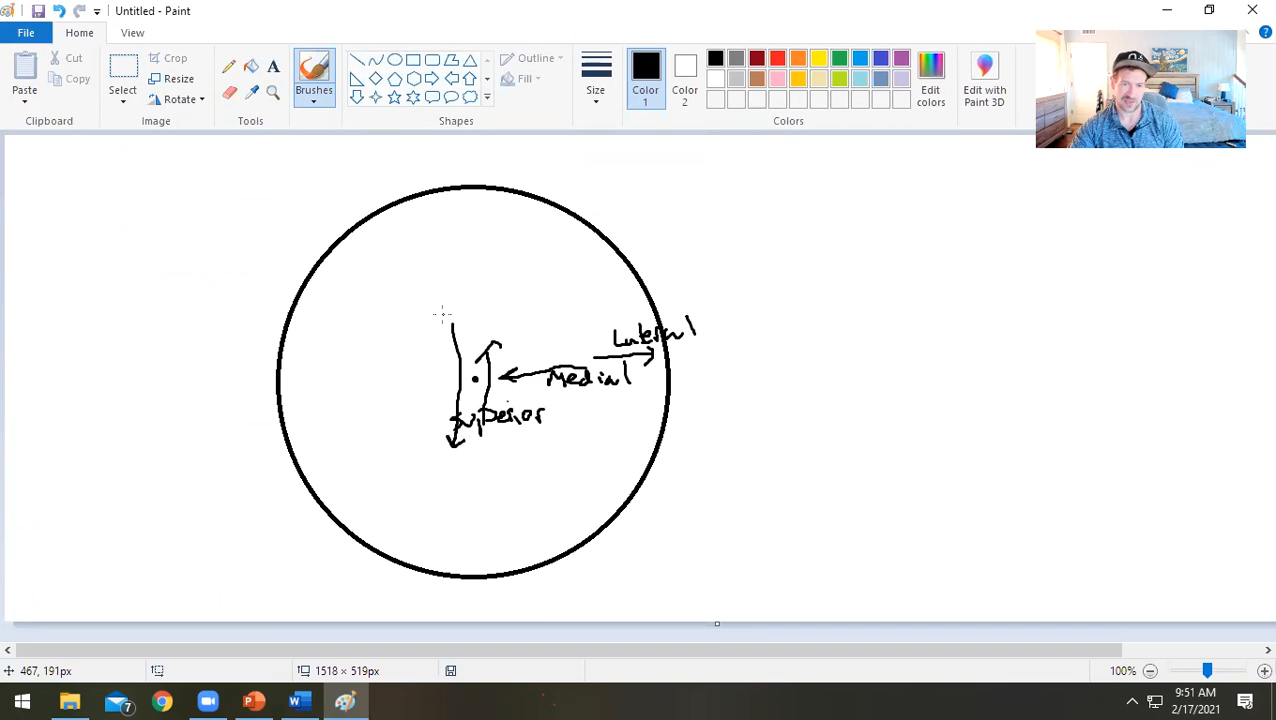 Untitled - Paint
File
Home
View
Paste
Cut
Copy
Clipboard
Select
Crop
Resize
Rotate
Image
A
Tools
Brushes
Outline
Fill
Shapes
Size
Color 1
Color 2
Edit colors
Edit with Paint 3D
Colors
Lateral
Medial
Superior
467, 191px
1518 × 519px
100%
7
9:51 AM
2/17/2021